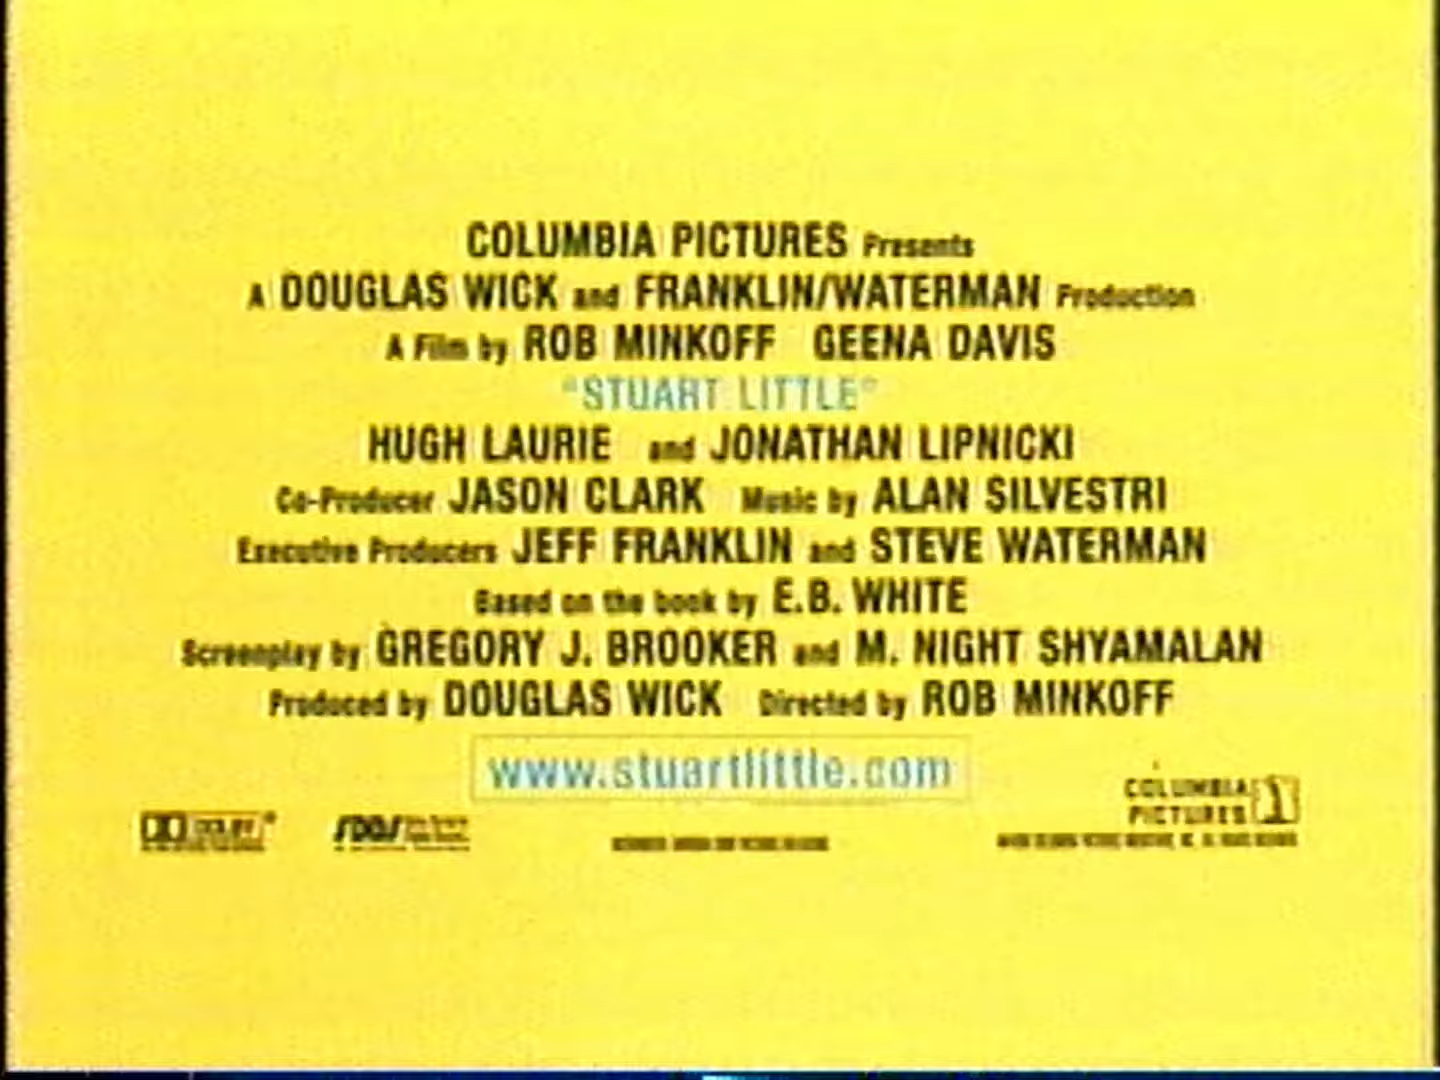 COLUMBIA PICTURES Presents
A DOUGLAS WICK and FRANKLIN/WATERMAN Production
A Film by ROB MINKOFF GEENA DAVIS
"STUART LITTLE"
HUGH LAURIE and JONATHAN LIPNICKI
Co-Producer JASON CLARK Music by ALAN SILVESTRI
Executive Producers JEFF FRANKLIN and STEVE WATERMAN
Based on the book by E.B. WHITE
Screenplay by GREGORY J. BROOKER and M. NIGHT SHYAMALAN
Produced by DOUGLAS WICK Directed by ROB MINKOFF
www.stuartlittle.com
COLUMBIA
PICTURES
DOLBY
SDDS